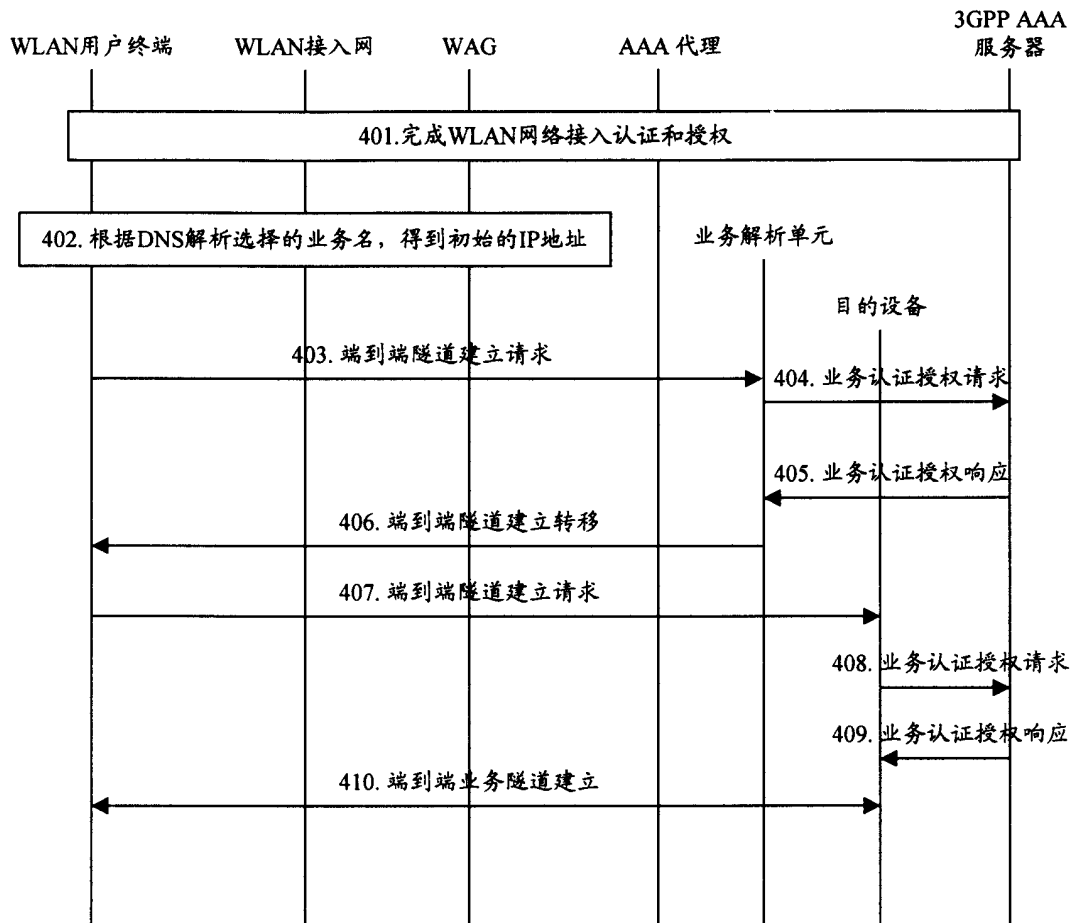 3GPP AAA
服务器
WLAN用户终端
WLAN接入网
WAG
AAA 代理
401.完成WLAN网络接入认证和授权
402. 根据DNS解析选择的业务名，得到初始的IP地址
业务解析单元
目的设备
403. 端到端隧道建立请求
404. 业务认证授权请求
405. 业务认证授权响应
406. 端到端隧道建立转移
407. 端到端隧道建立请求
408. 业务认证授权请求
409. 业务认证授权响应
410. 端到端业务隧道建立